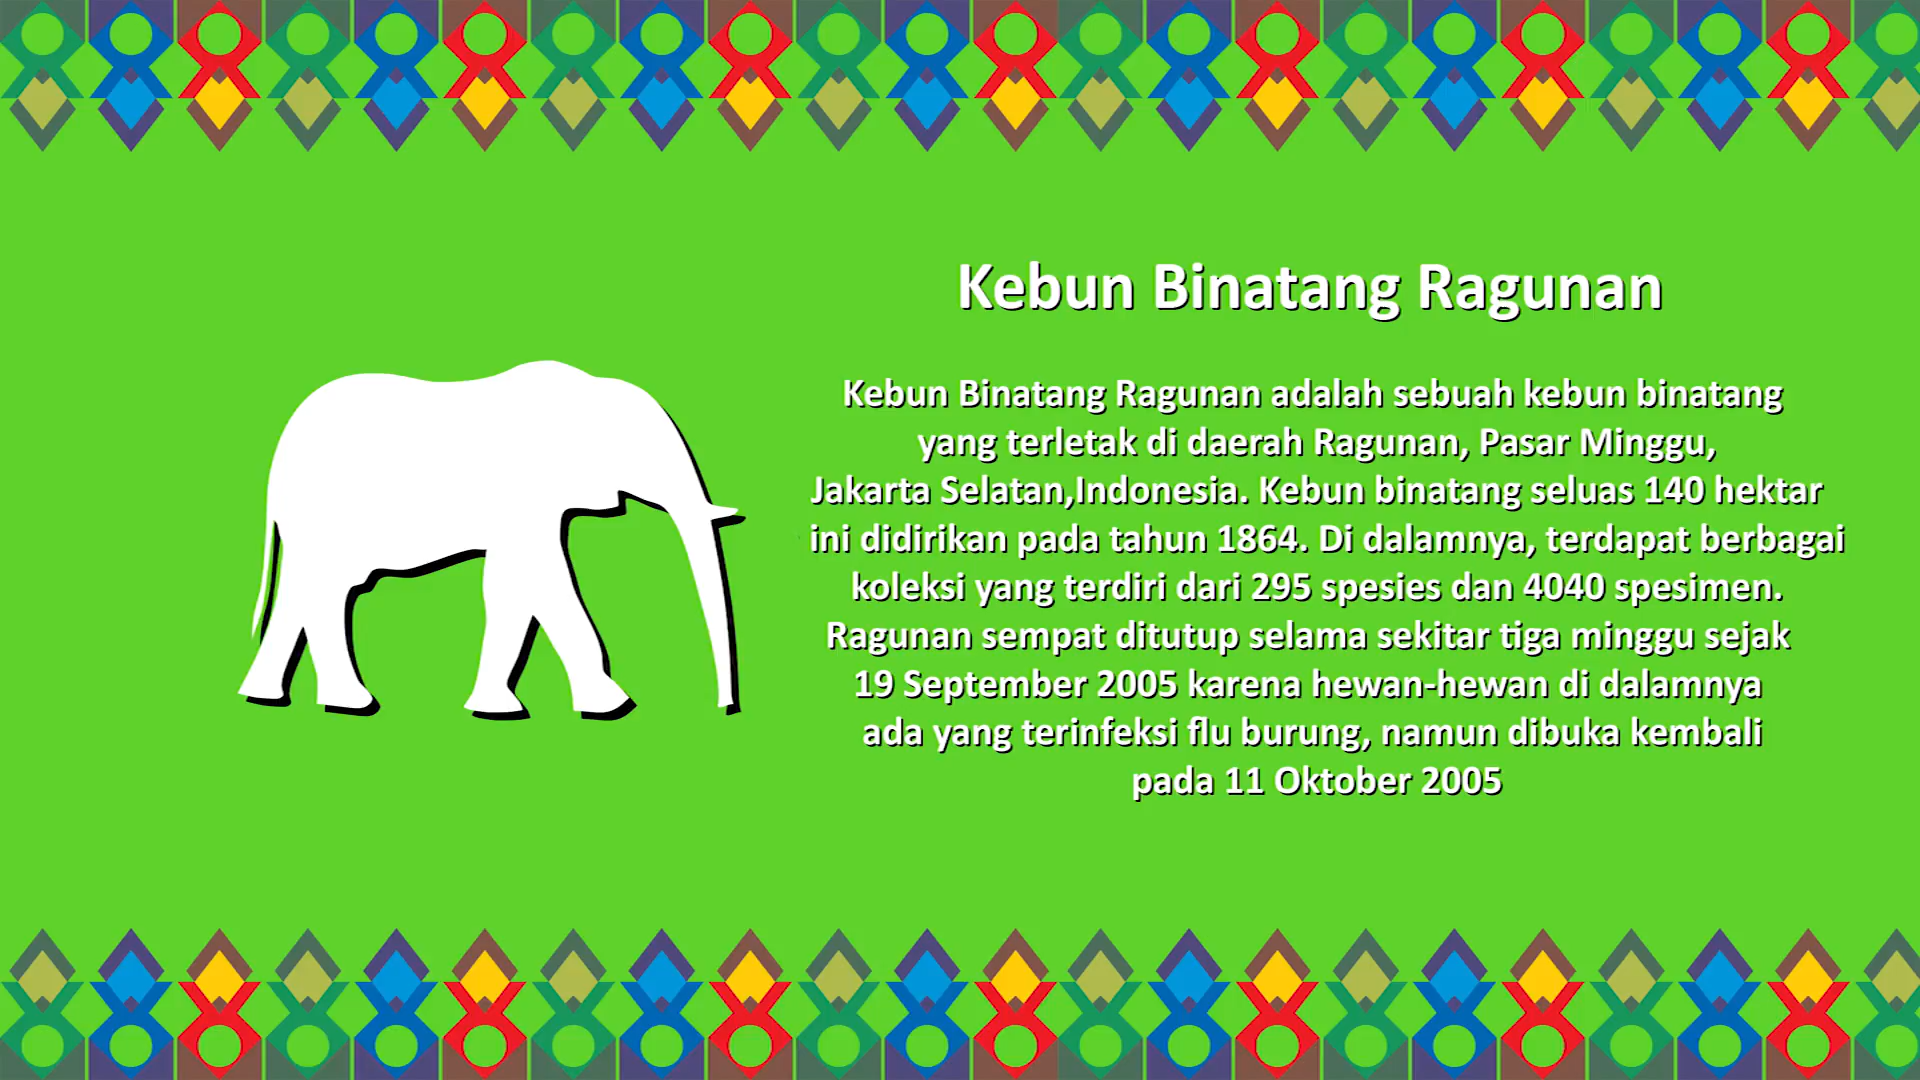 Kebun Binatang Ragunan
Kebun Binatang Ragunan adalah sebuah kebun binatang
yang terletak di daerah Ragunan, Pasar Minggu,
Jakarta Selatan,Indonesia. Kebun binatang seluas 140 hektar
ini didirikan pada tahun 1864. Di dalamnya, terdapat berbagai
koleksi yang terdiri dari 295 spesies dan 4040 spesimen.
Ragunan sempat ditutup selama sekitar tiga minggu sejak
19 September 2005 karena hewan-hewan di dalamnya
ada yang terinfeksi flu burung, namun dibuka kembali
pada 11 Oktober 2005